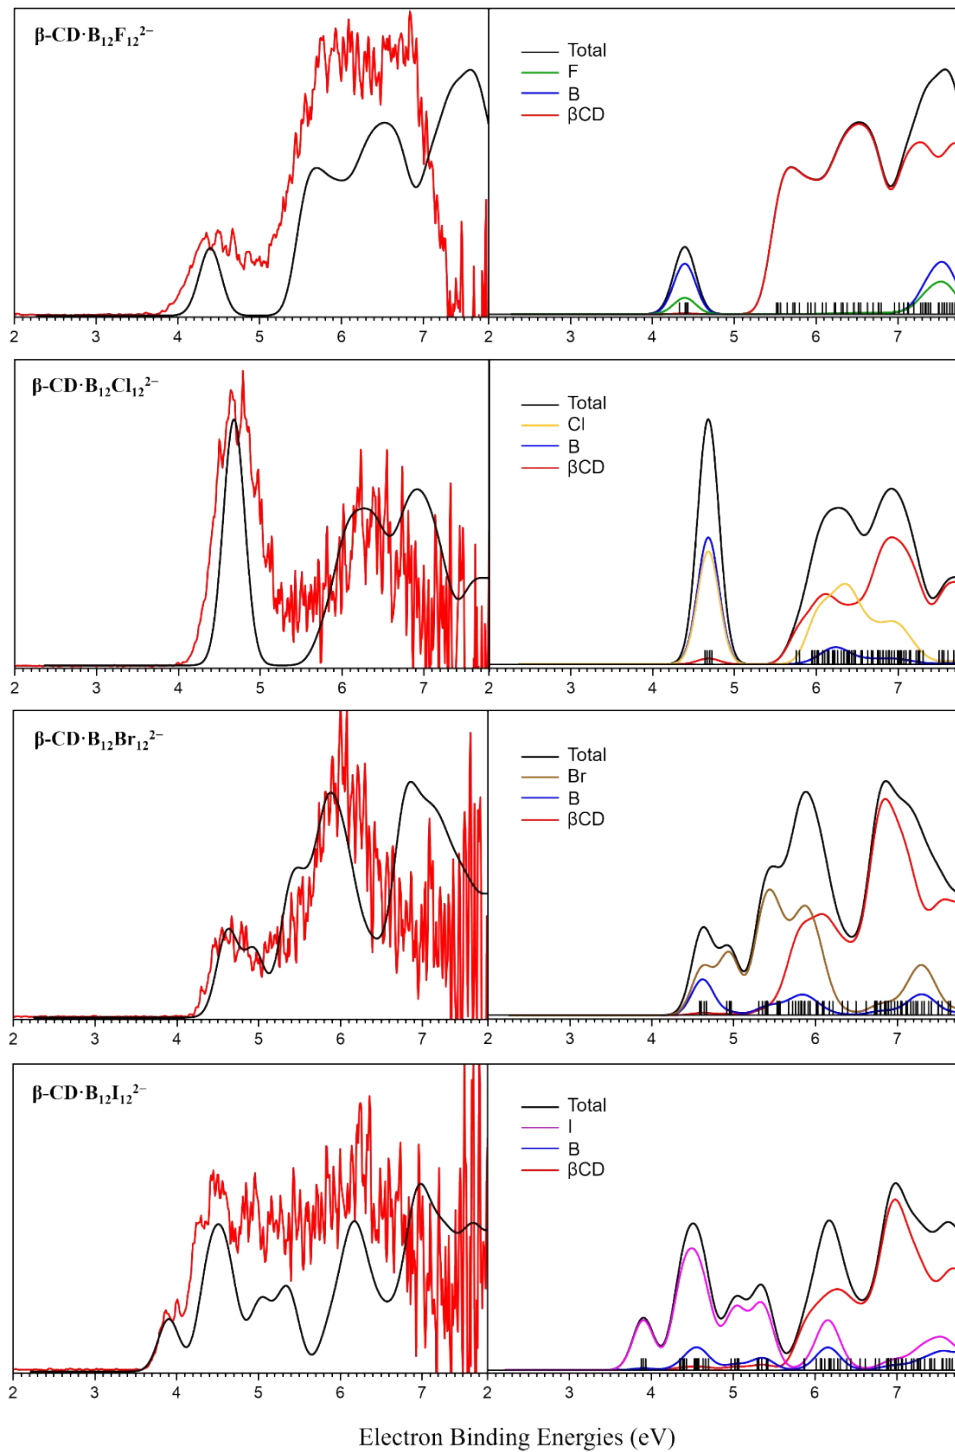 β-CD·B₁₂F₁₂²⁻
Total
F
B
βCD
2 3 4 5 6 7 2 3 4 5 6 7
β-CD·B₁₂Cl₁₂²⁻
Total
Cl
B
βCD
2 3 4 5 6 7 2 3 4 5 6 7
β-CD·B₁₂Br₁₂²⁻
Total
Br
B
βCD
2 3 4 5 6 7 2 3 4 5 6 7
β-CD·B₁₂I₁₂²⁻
Total
I
B
βCD
2 3 4 5 6 7 2 3 4 5 6 7
Electron Binding Energies (eV)